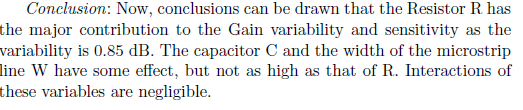 Conclusion: Now, conclusions can be drawn that the Resistor R has
the major contribution to the Gain variability and sensitivity as the
variability is 0.85 dB. The capacitor C and the width of the microstrip
line W have some effect, but not as high as that of R. Interactions of
these variables are negligible.